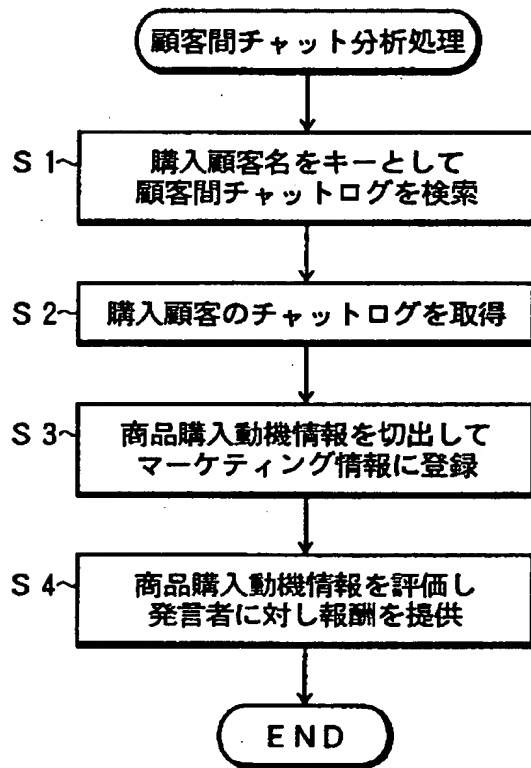 顧客間チャット分析処理
S1~
購入顧客名をキーとして
顧客間チャットログを検索
S2~
購入顧客のチャットログを取得
S3~
商品購入動機情報を切出して
マーケティング情報に登録
S4~
商品購入動機情報を評価し
発言者に対し報酬を提供
END